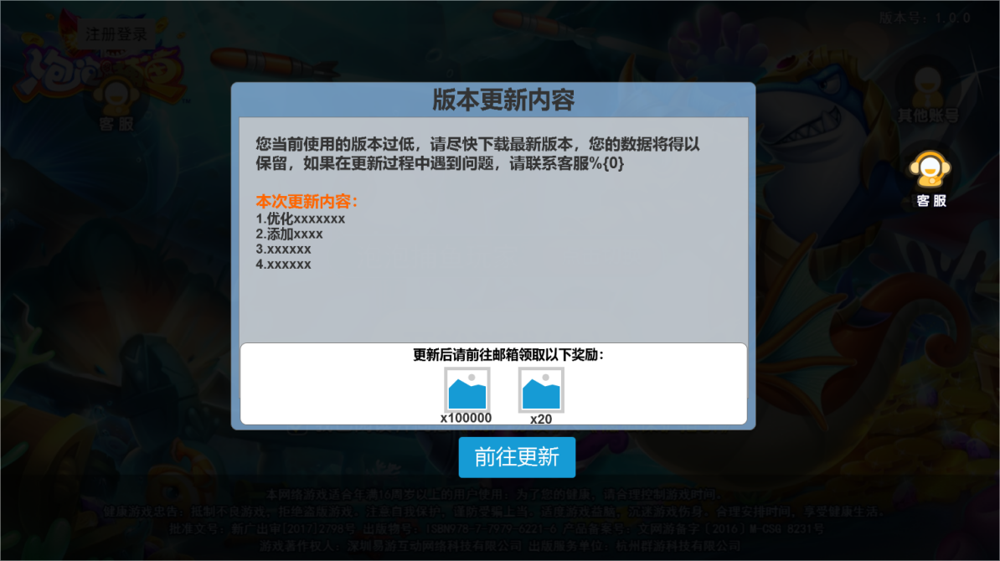 版本号：1.0.0
注册登录
客服
其他账号
客服
版本更新内容
您当前使用的版本过低，请尽快下载最新版本，您的数据将得以
保留，如果在更新过程中遇到问题，请联系客服%{0}
本次更新内容：
1.优化xxxxxxx
2.添加xxxx
3.xxxxxx
4.xxxxxx
更新后请前往邮箱领取以下奖励：
x100000
x20
前往更新
本网络游戏适合年满16周岁以上的用户使用；为了您的健康，请合理控制游戏时间。
健康游戏忠告：抵制不良游戏，拒绝盗版游戏。注意自我保护，谨防受骗上当。适度游戏益脑，沉迷游戏伤身。合理安排时间，享受健康生活。
批准文号：新广出审[2017]2798号 出版物号：ISBN978-7-7979-6221-6 产品备案号：文网游备字〔2016〕M-CSG 8231号
游戏著作权人：深圳易游互动网络科技有限公司 出版服务单位：杭州群游科技有限公司